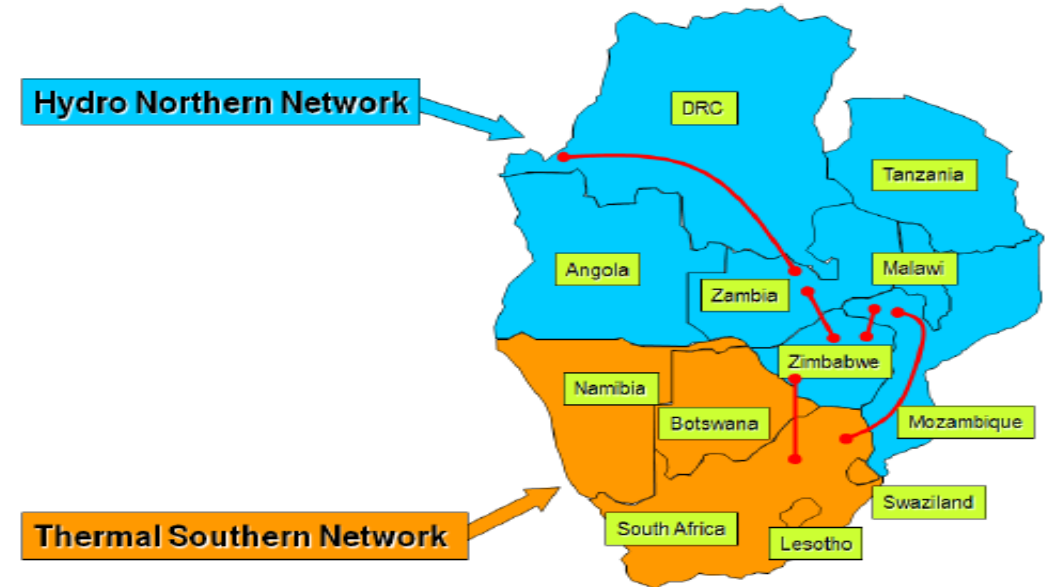 Hydro Northern Network
DRC
Tanzania
Angola
Zambia
Malawi
Zimbabwe
Namibia
Botswana
Mozambique
Swaziland
South Africa
Lesotho
Thermal Southern Network